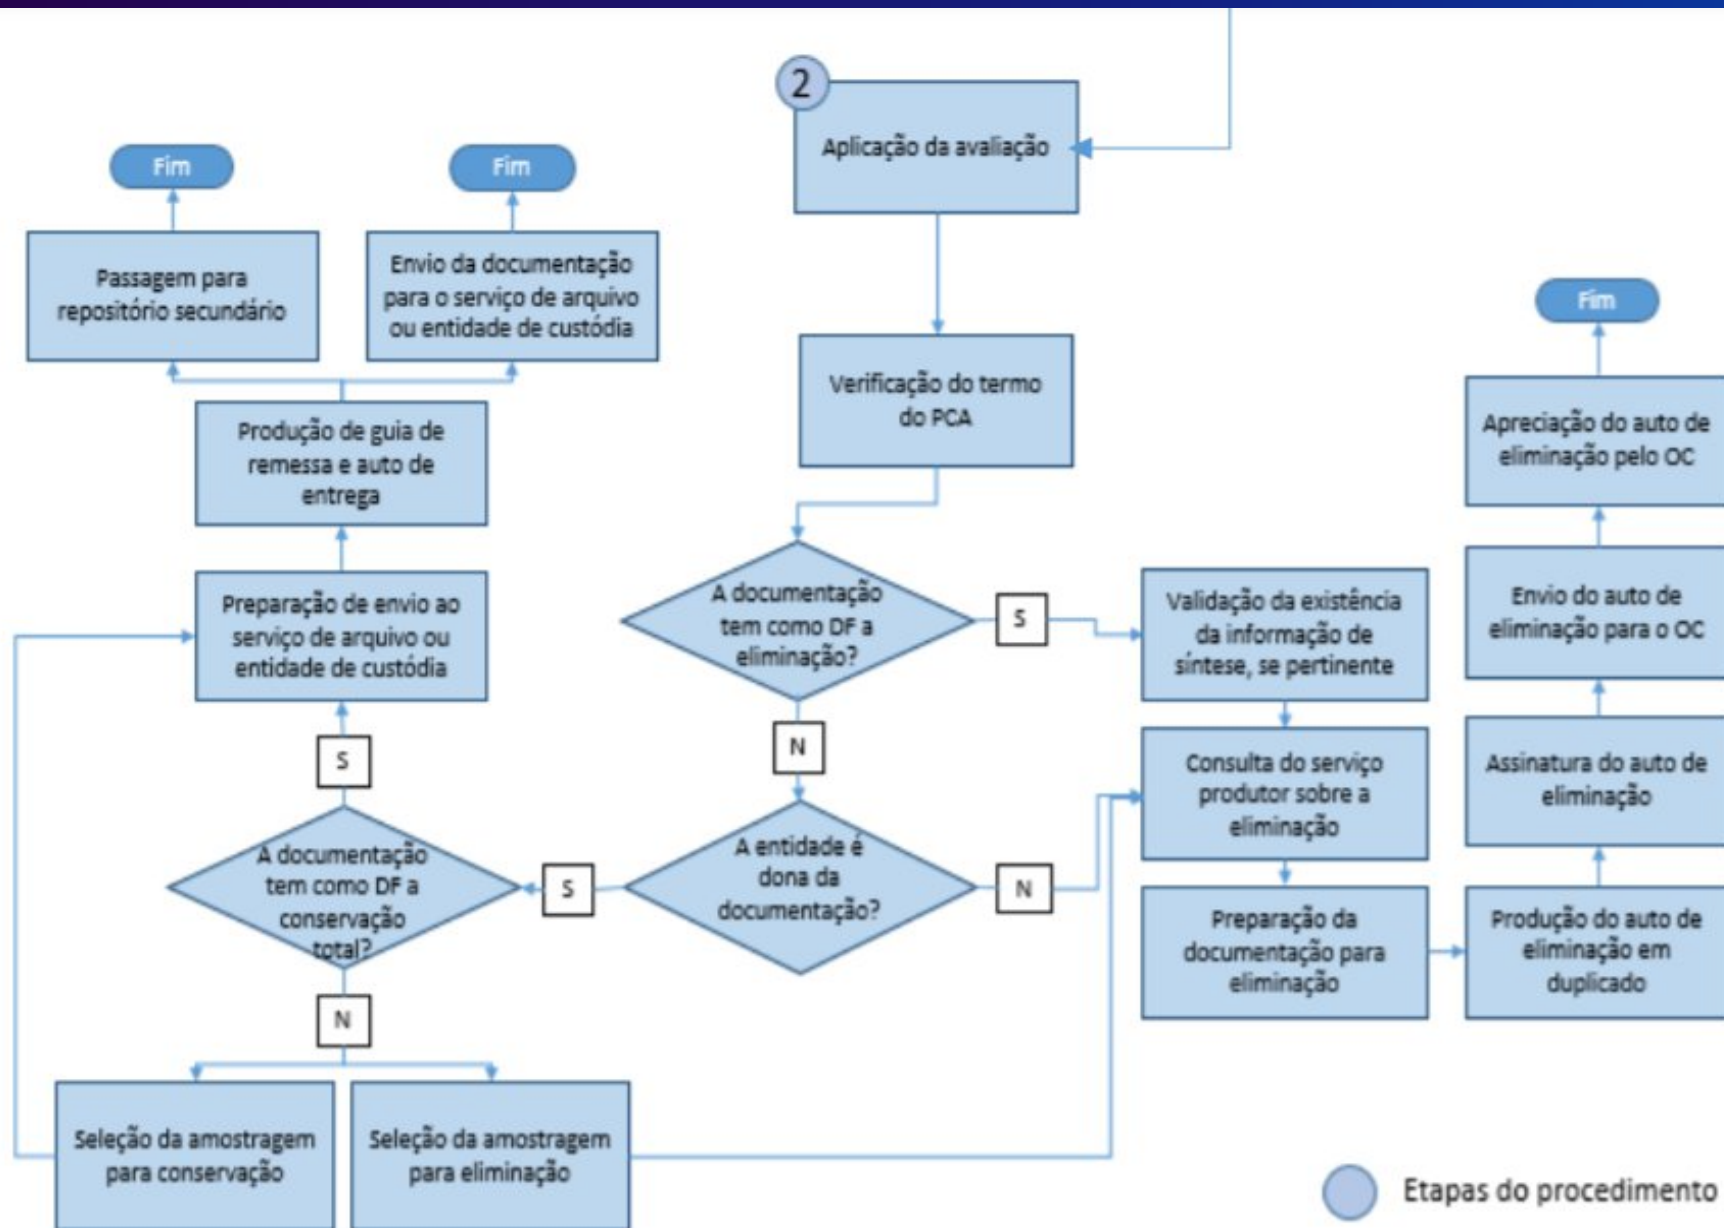 2
Aplicação da avaliação
Fim
Fim
Passagem para
repositório secundário
Envio da documentação
para o serviço de arquivo
ou entidade de custódia
Fim
Verificação do termo
do PCA
Produção de guia de
remessa e auto de
entrega
Apreciação do auto de
eliminação pelo OC
Preparação de envio ao
serviço de arquivo ou
entidade de custódia
A documentação
tem como DF a
eliminação?
S
Validação da existência
da informação de
síntese, se pertinente
Envio do auto de
eliminação para o OC
S
N
Consulta do serviço
produtor sobre a
eliminação
Assinatura do auto de
eliminação
A documentação
tem como DF a
conservação
total?
S
A entidade é
dona da
documentação?
N
Preparação da
documentação para
eliminação
Produção do auto de
eliminação em
duplicado
N
Seleção da amostragem
para conservação
Seleção da amostragem
para eliminação
Etapas do procedimento